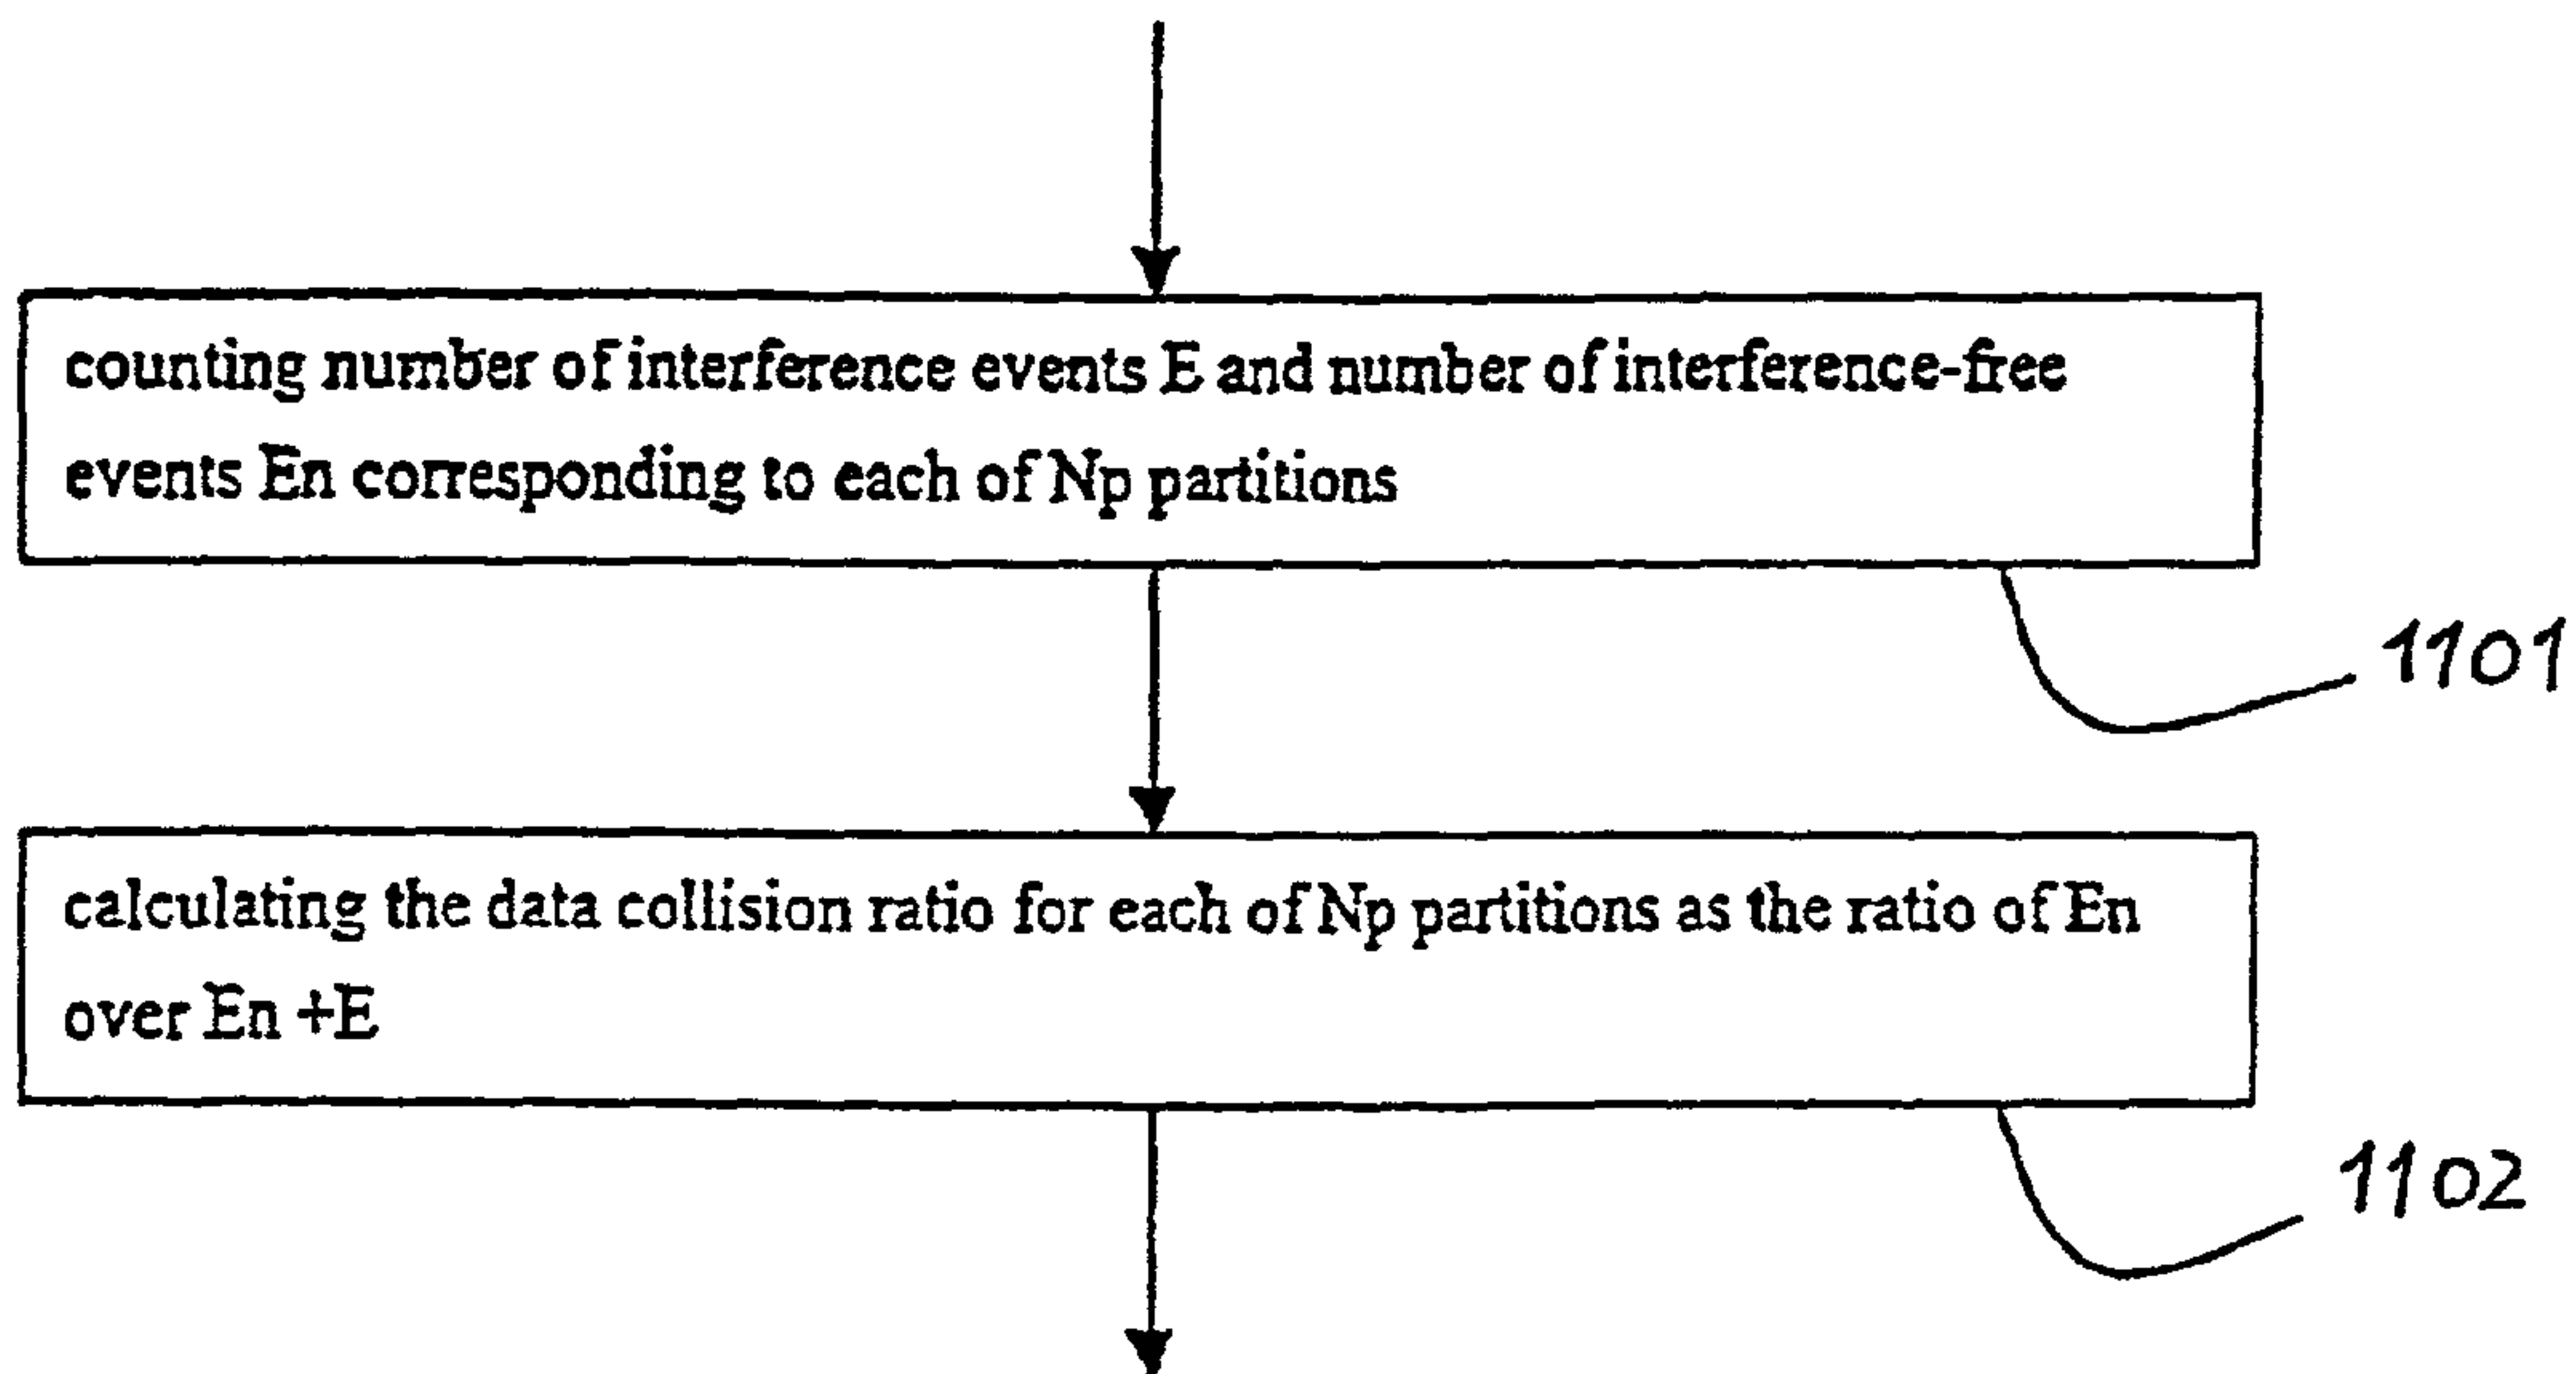 counting number of interference events E and number of interference-free
events En corresponding to each of Np partitions
1101
calculating the data collision ratio for each of Np partitions as the ratio of En
over En +E
1102